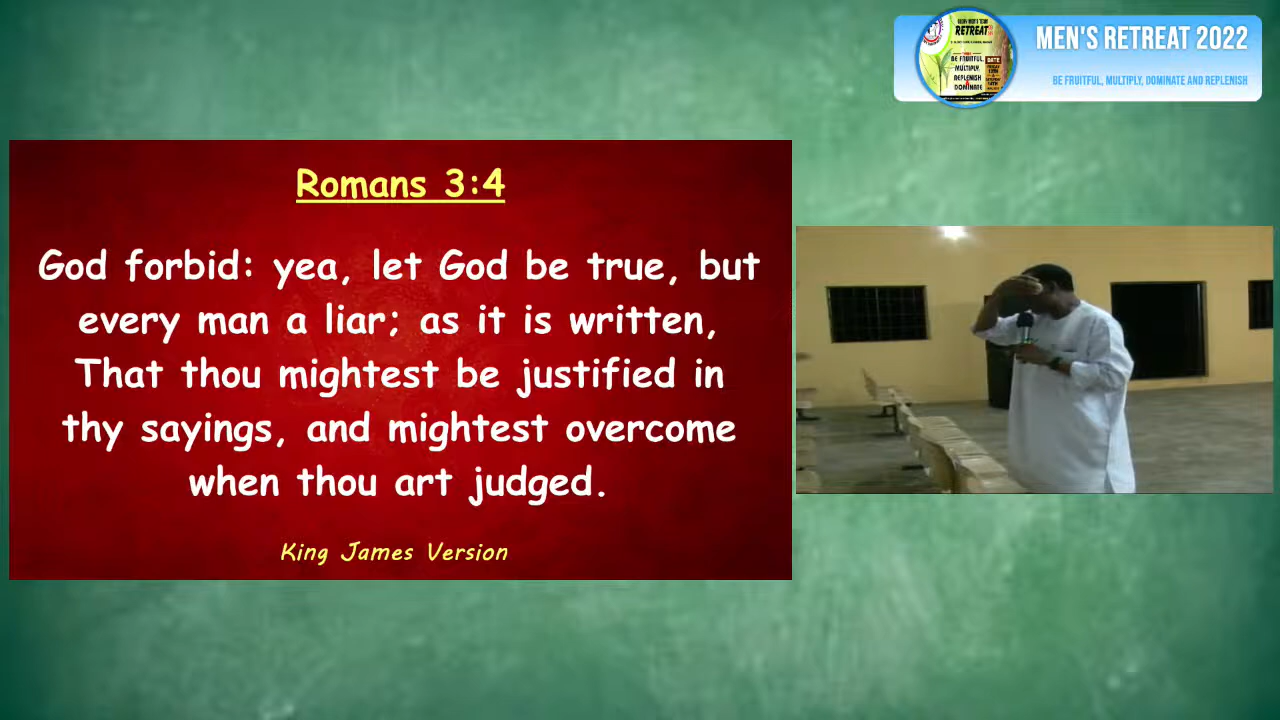 MEN'S RETREAT 2022
BE FRUITFUL, MULTIPLY, DOMINATE AND REPLENISH
RETREAT
BE FRUITFUL,
MULTIPLY,
REPLENISH
DOMINATE
DATE
Romans 3:4
God forbid: yea, let God be true, but
every man a liar; as it is written,
That thou mightest be justified in
thy sayings, and mightest overcome
when thou art judged.
King James Version